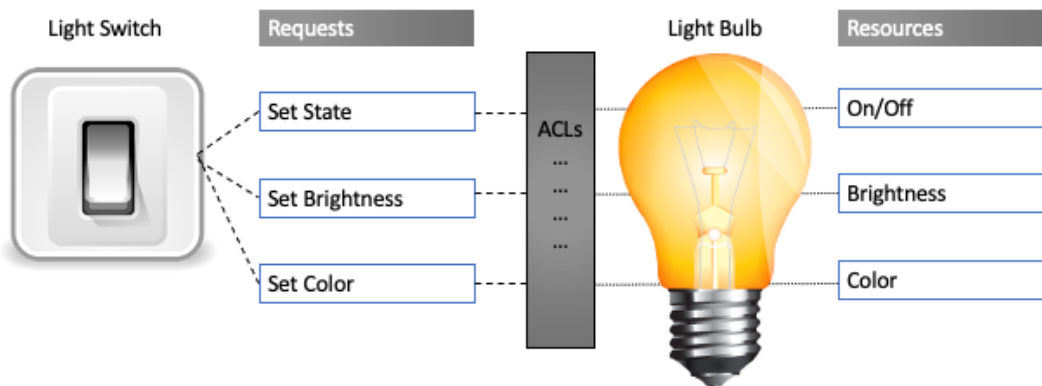 Light Switch
Requests
Light Bulb
Resources
Set State
ACLs
On/Off
...
...
Set Brightness
Brightness
...
...
Set Color
Color